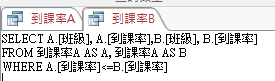 到課率A 到課率B
SELECT A.[班級], A.[到課率],B.[班級], B.[到課率]
FROM 到課率A AS A, 到課率A AS B
WHERE A.[到課率]<=B.[到課率]